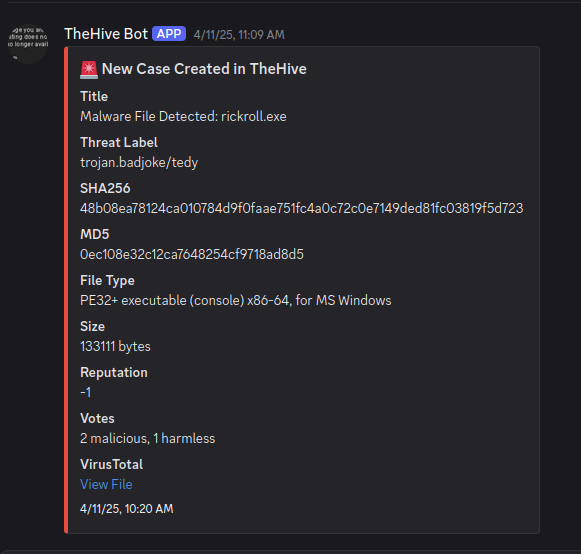 ge you are
sting does no
o longer avail
TheHive Bot APP 4/11/25, 11:09 AM
🚨 New Case Created in TheHive
Title
Malware File Detected: rickroll.exe
Threat Label
trojan.badjoke/tedy
SHA256
48b08ea78124ca010784d9f0faae751fc4a0c72c0e7149ded81fc03819f5d723
MD5
0ec108e32c12ca7648254cf9718ad8d5
File Type
PE32+ executable (console) x86-64, for MS Windows
Size
133111 bytes
Reputation
-1
Votes
2 malicious, 1 harmless
VirusTotal
View File
4/11/25, 10:20 AM